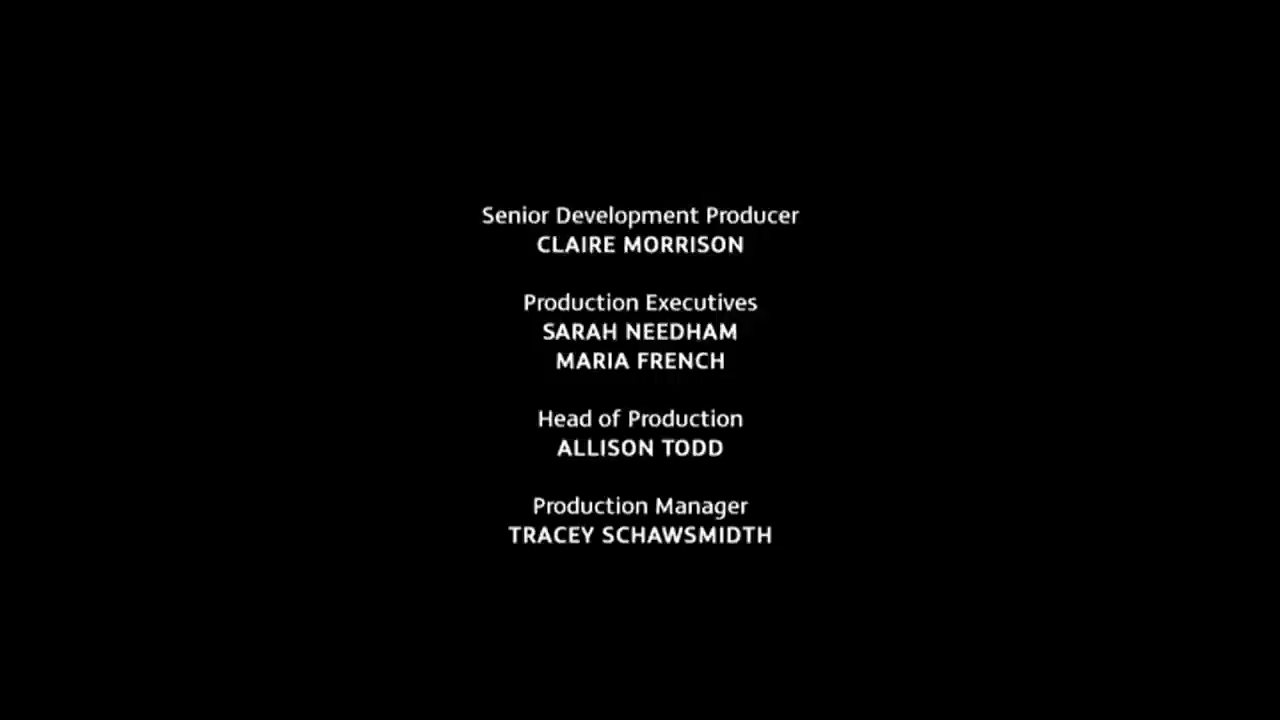 Senior Development Producer
CLAIRE MORRISON
Production Executives
SARAH NEEDHAM
MARIA FRENCH
Head of Production
ALLISON TODD
Production Manager
TRACEY SCHAWSMIDTH